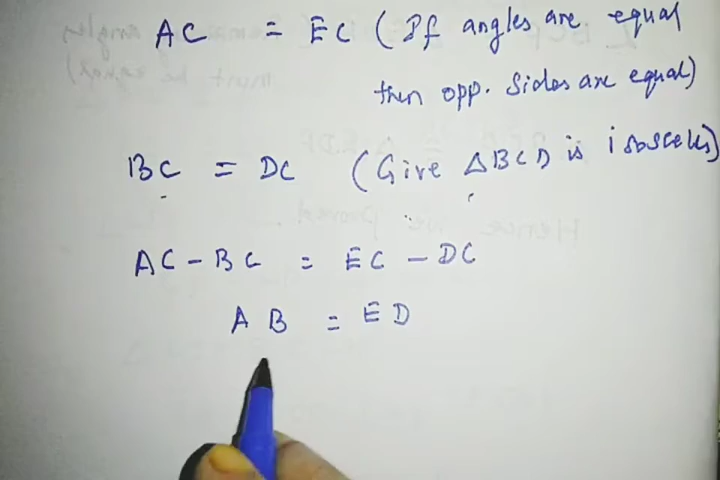 AC = EC (If angles are equal
then opp. Sides are equal)
BC = DC (Give △BCD is isosceles)
AC - BC = EC - DC
AB = ED